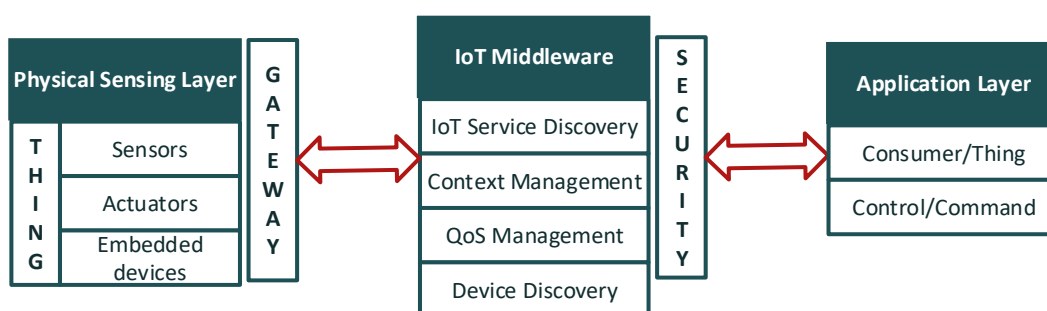 Physical Sensing Layer
THING
Sensors
Actuators
Embedded
devices
GATEWAY
IoT Middleware
IoT Service Discovery
Context Management
QoS Management
Device Discovery
SECURITY
Application Layer
Consumer/Thing
Control/Command